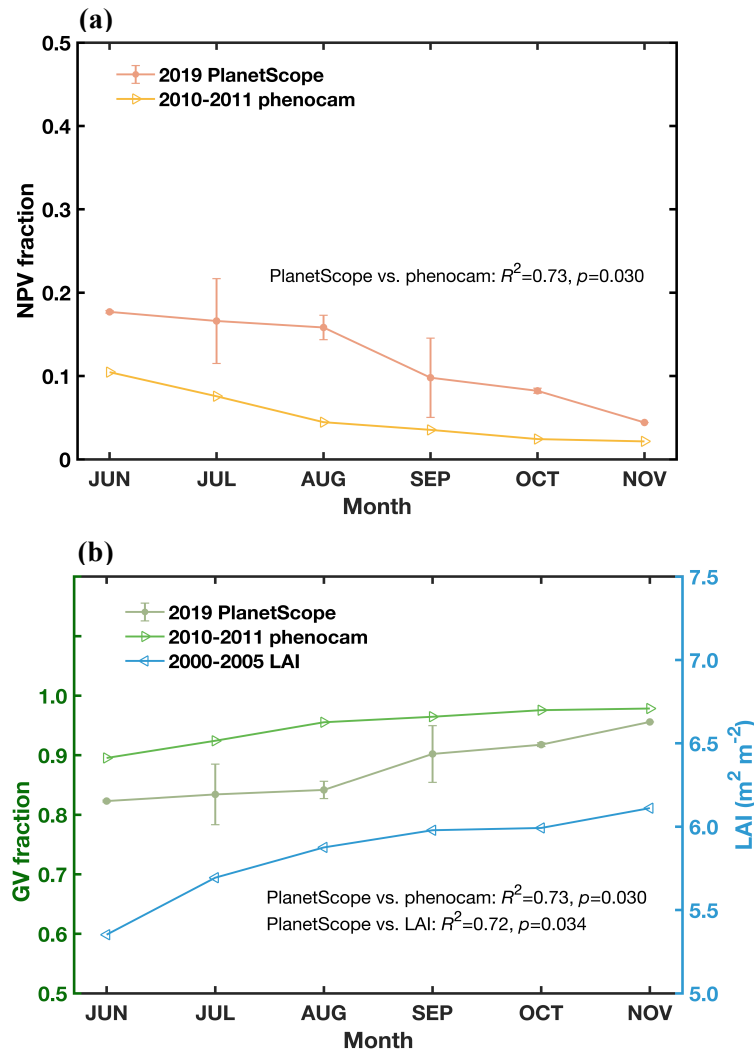 (a)
0.5
0.4
0.3
0.2
0.1
0
NPV fraction
2019 PlanetScope
2010-2011 phenocam
PlanetScope vs. phenocam: R²=0.73, p=0.030
JUN JUL AUG SEP OCT NOV
Month
(b)
1.0
0.9
0.8
0.7
0.6
0.5
GV fraction
2019 PlanetScope
2010-2011 phenocam
2000-2005 LAI
PlanetScope vs. phenocam: R²=0.73, p=0.030
PlanetScope vs. LAI: R²=0.72, p=0.034
7.5
7.0
6.5
6.0
5.5
5.0
LAI (m² m⁻²)
JUN JUL AUG SEP OCT NOV
Month